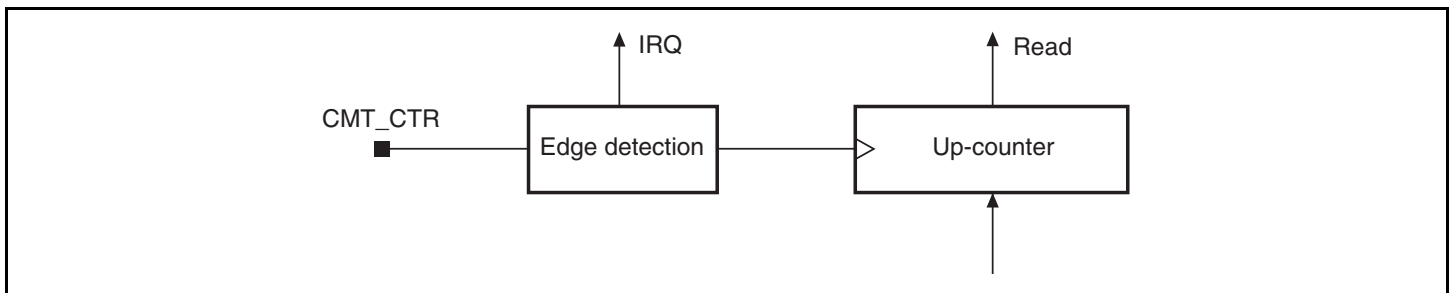 IRQ
Read
CMT_CTR
Edge detection
Up-counter